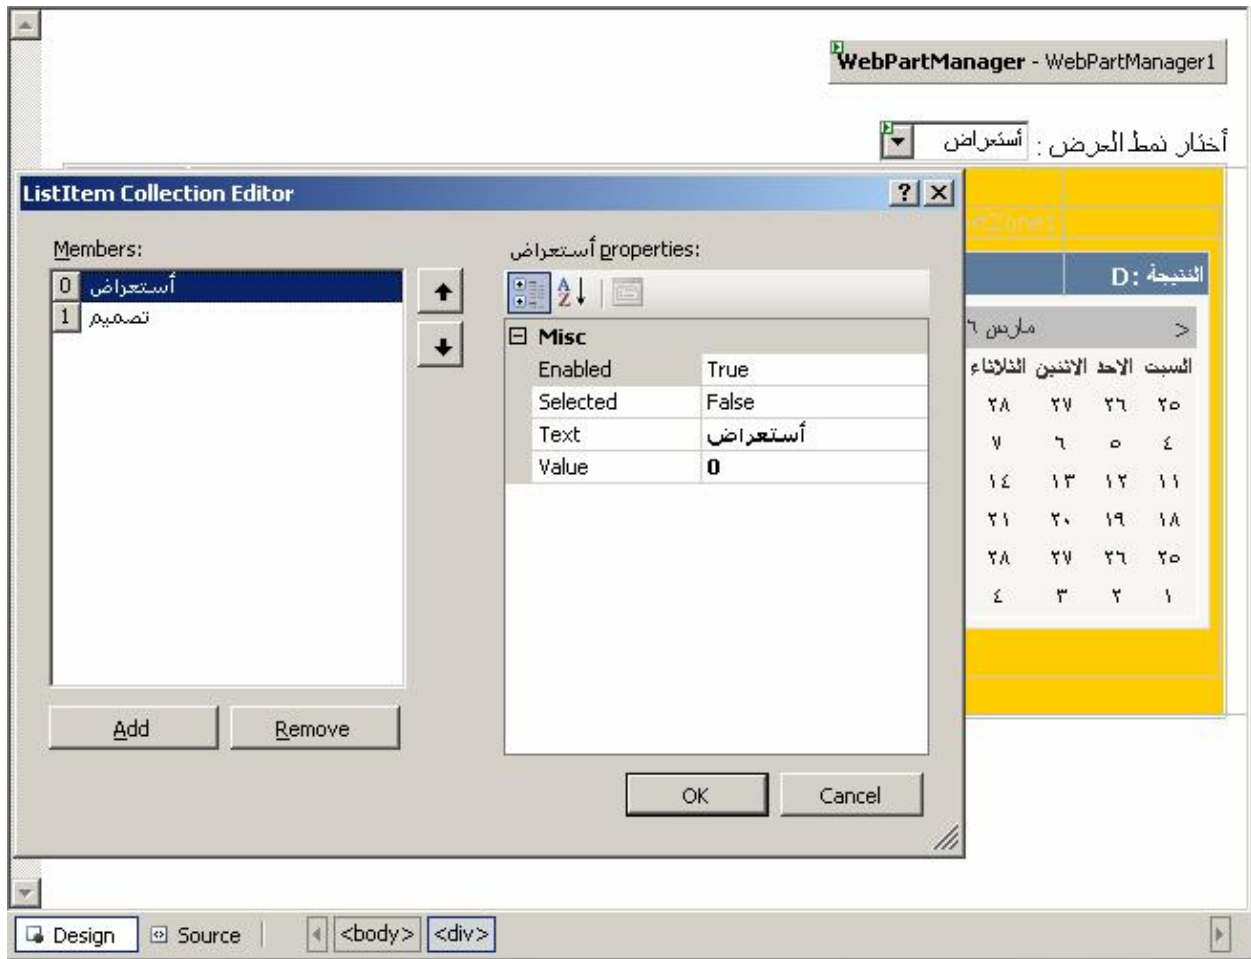 WebPartManager - WebPartManager1
أختار نمط العرض : أستعراض
ListItem Collection Editor
Members:
0 أستعراض
1 تصميم
Add
Remove
أستعراض properties:
Misc
Enabled True
Selected False
Text أستعراض
Value 0
OK
Cancel
النتيجة :D
< مارس ٦
السبت الاحد الاثنين الثلاثاء
٢٥ ٢٦ ٢٧ ٢٨
٤ ٥ ٦ ٧
١١ ١٢ ١٣ ١٤
١٨ ١٩ ٢٠ ٢١
٢٥ ٢٦ ٢٧ ٢٨
١ ٢ ٣ ٤
Design
Source
<body>
<div>